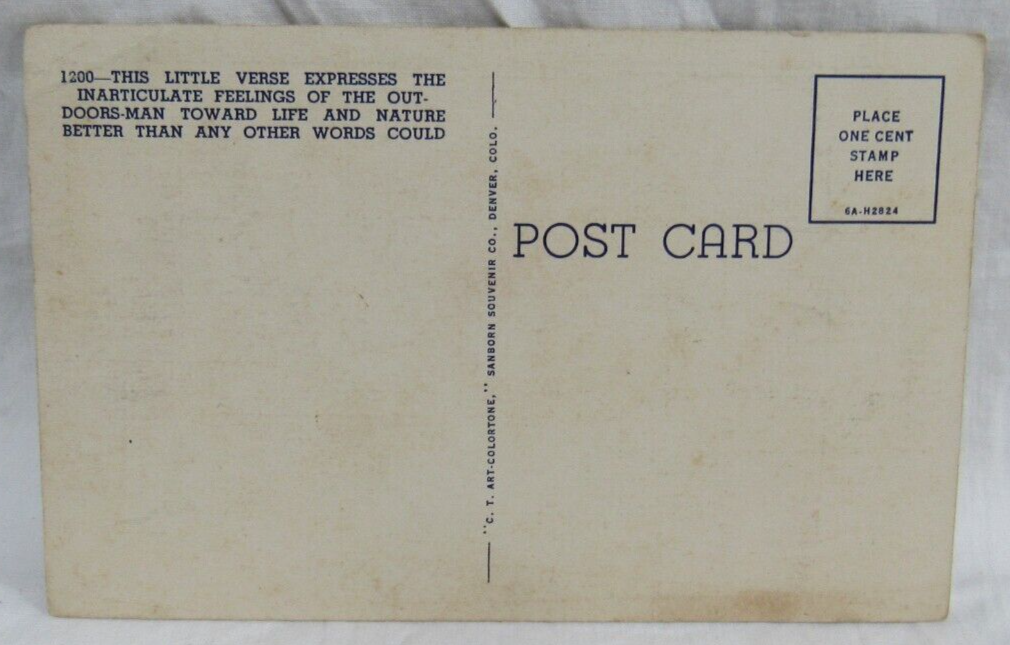 1200—THIS LITTLE VERSE EXPRESSES THE
INARTICULATE FEELINGS OF THE OUT-
DOORS-MAN TOWARD LIFE AND NATURE
BETTER THAN ANY OTHER WORDS COULD
"C. T. ART-COLORTONE," SANBORN SOUVENIR CO., DENVER, COLO.
POST CARD
PLACE
ONE CENT
STAMP
HERE
6A-H2824